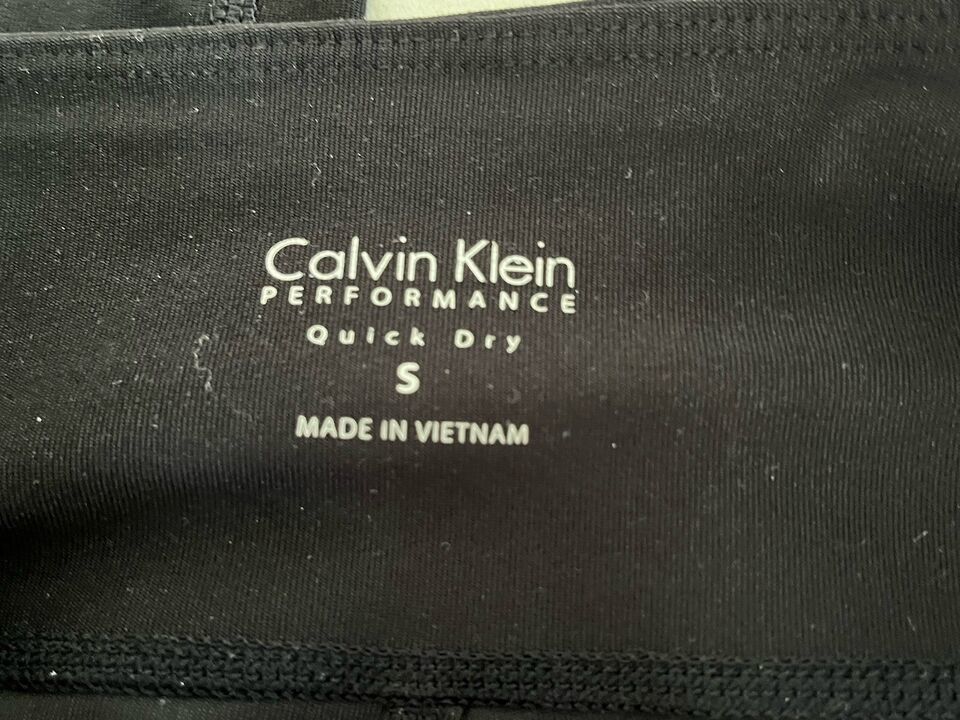 Calvin Klein
PERFORMANCE
Quick Dry
S
MADE IN VIETNAM